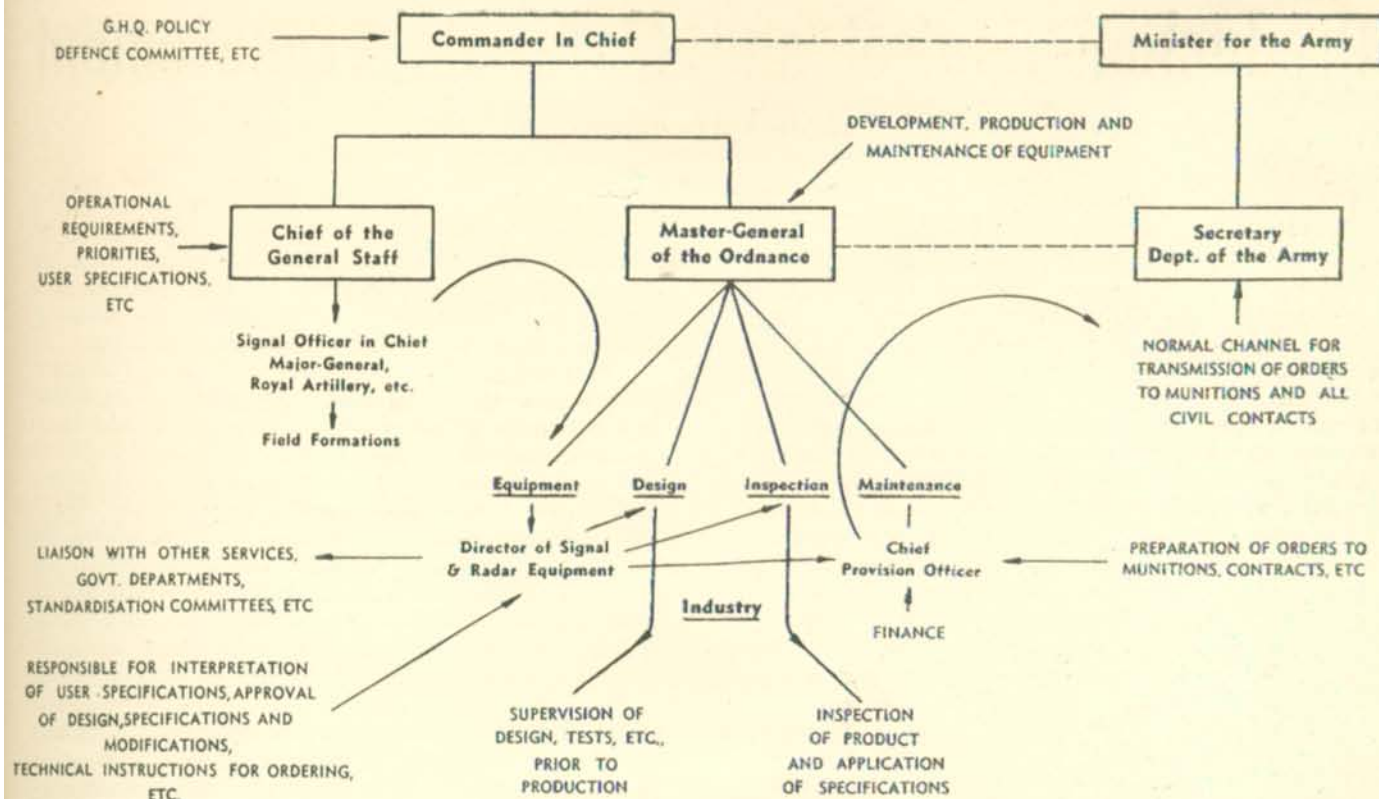 G.H.Q. POLICY
DEFENCE COMMITTEE, ETC
Commander In Chief
Minister for the Army
DEVELOPMENT, PRODUCTION AND
MAINTENANCE OF EQUIPMENT
OPERATIONAL
REQUIREMENTS,
PRIORITIES,
USER SPECIFICATIONS,
ETC
Chief of the
General Staff
Master-General
of the Ordnance
Secretary
Dept. of the Army
Signal Officer in Chief
Major-General,
Royal Artillery, etc.
Field Formations
NORMAL CHANNEL FOR
TRANSMISSION OF ORDERS
TO MUNITIONS AND ALL
CIVIL CONTACTS
Equipment
Design
Inspection
Maintenance
LIAISON WITH OTHER SERVICES,
GOVT. DEPARTMENTS,
STANDARDISATION COMMITTEES, ETC
Director of Signal
& Radar Equipment
Chief
Provision Officer
PREPARATION OF ORDERS TO
MUNITIONS, CONTRACTS, ETC
Industry
FINANCE
RESPONSIBLE FOR INTERPRETATION
OF USER SPECIFICATIONS, APPROVAL
OF DESIGN, SPECIFICATIONS AND
MODIFICATIONS,
TECHNICAL INSTRUCTIONS FOR ORDERING,
ETC.
SUPERVISION OF
DESIGN, TESTS, ETC.,
PRIOR TO
PRODUCTION
INSPECTION
OF PRODUCT
AND APPLICATION
OF SPECIFICATIONS